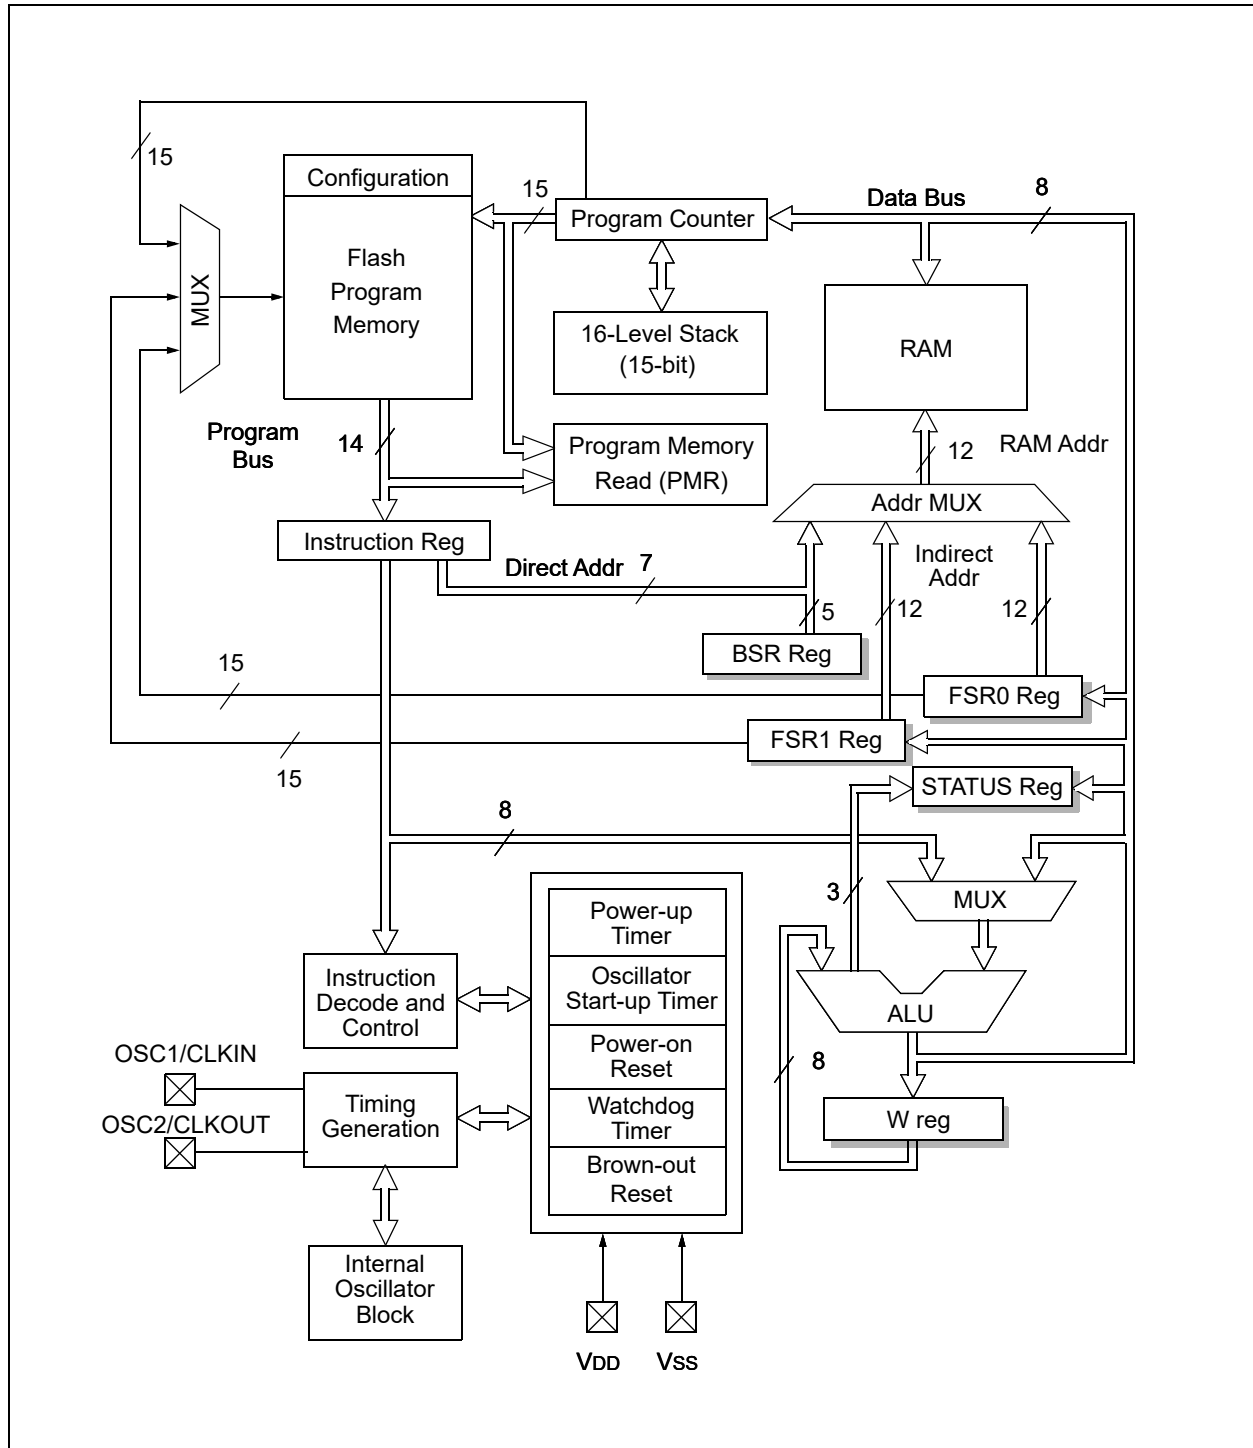 15
Configuration
Flash
Program
Memory
MUX
15
Program Counter
Data Bus
8
16-Level Stack
(15-bit)
RAM
Program
Bus
14
Program Memory
Read (PMR)
12
RAM Addr
Addr MUX
Instruction Reg
Direct Addr
7
Indirect
Addr
5
12
12
BSR Reg
15
FSR0 Reg
FSR1 Reg
15
STATUS Reg
8
3
MUX
Power-up
Timer
Oscillator
Start-up Timer
Power-on
Reset
Watchdog
Timer
Brown-out
Reset
Instruction
Decode and
Control
ALU
8
W reg
OSC1/CLKIN
OSC2/CLKOUT
Timing
Generation
Internal
Oscillator
Block
VDD
VSS